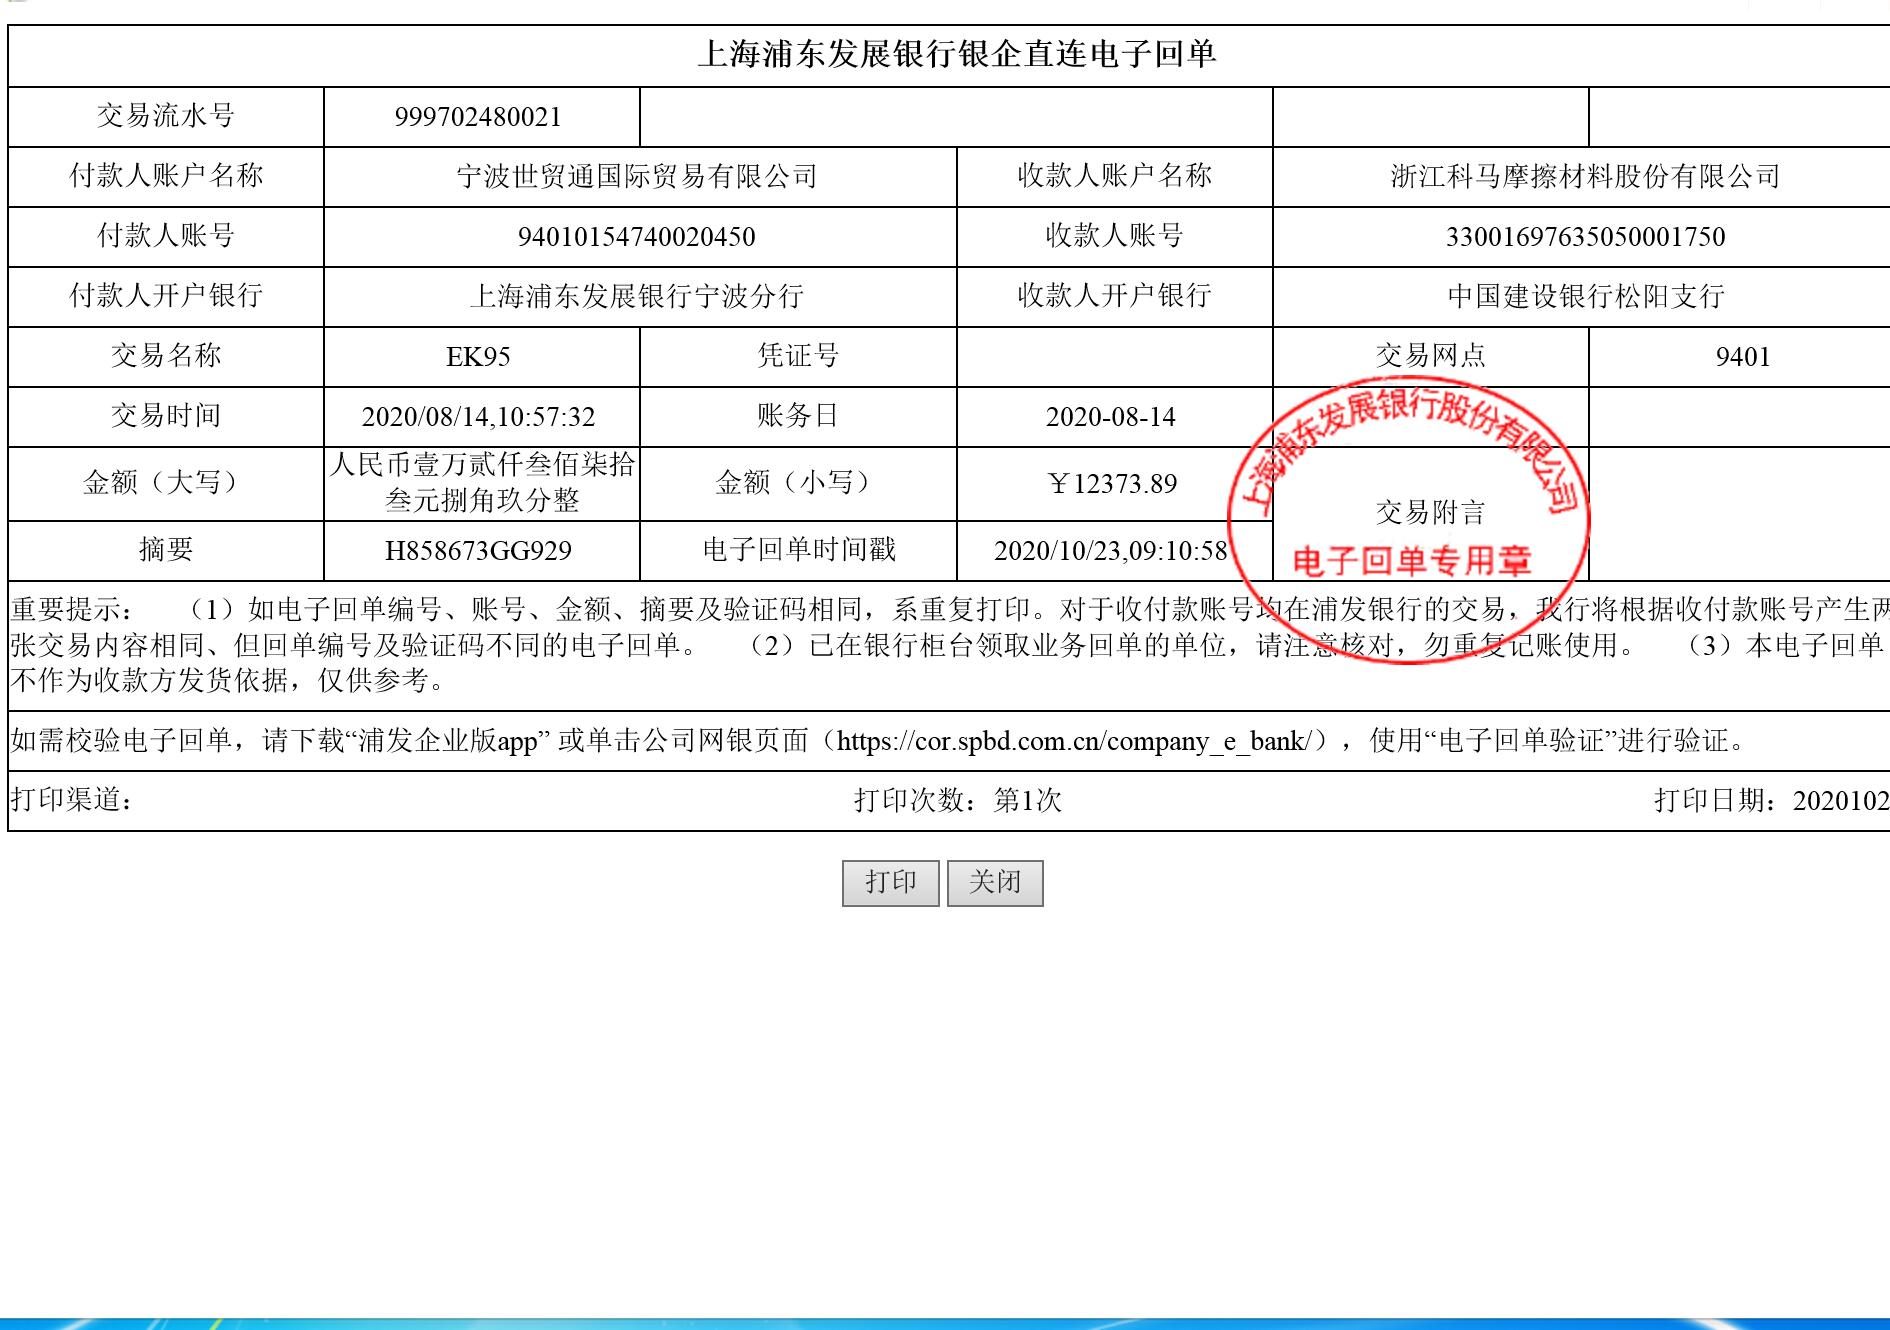 上海浦东发展银行银企直连电子回单
交易流水号 999702480021
付款人账户名称 宁波世贸通国际贸易有限公司 收款人账户名称 浙江科马摩擦材料股份有限公司
付款人账号 94010154740020450 收款人账号 33001697635050001750
付款人开户银行 上海浦东发展银行宁波分行 收款人开户银行 中国建设银行松阳支行
交易名称 EK95 凭证号 交易网点 9401
交易时间 2020/08/14,10:57:32 账务日 2020-08-14
金额（大写） 人民币壹万贰仟叁佰柒拾
叁元捌角玖分整 金额（小写） ￥12373.89
交易附言
摘要 H858673GG929 电子回单时间戳 2020/10/23,09:10:58
上海浦东发展银行股份有限公司
电子回单专用章
重要提示： （1）如电子回单编号、账号、金额、摘要及验证码相同，系重复打印。对于收付款账号均在浦发银行的交易，我行将根据收付款账号产生两
张交易内容相同、但回单编号及验证码不同的电子回单。 （2）已在银行柜台领取业务回单的单位，请注意核对，勿重复记账使用。 （3）本电子回单
不作为收款方发货依据，仅供参考。
如需校验电子回单，请下载“浦发企业版app” 或单击公司网银页面（https://cor.spbd.com.cn/company_e_bank/），使用“电子回单验证”进行验证。
打印渠道： 打印次数：第1次 打印日期：2020102
打印 关闭